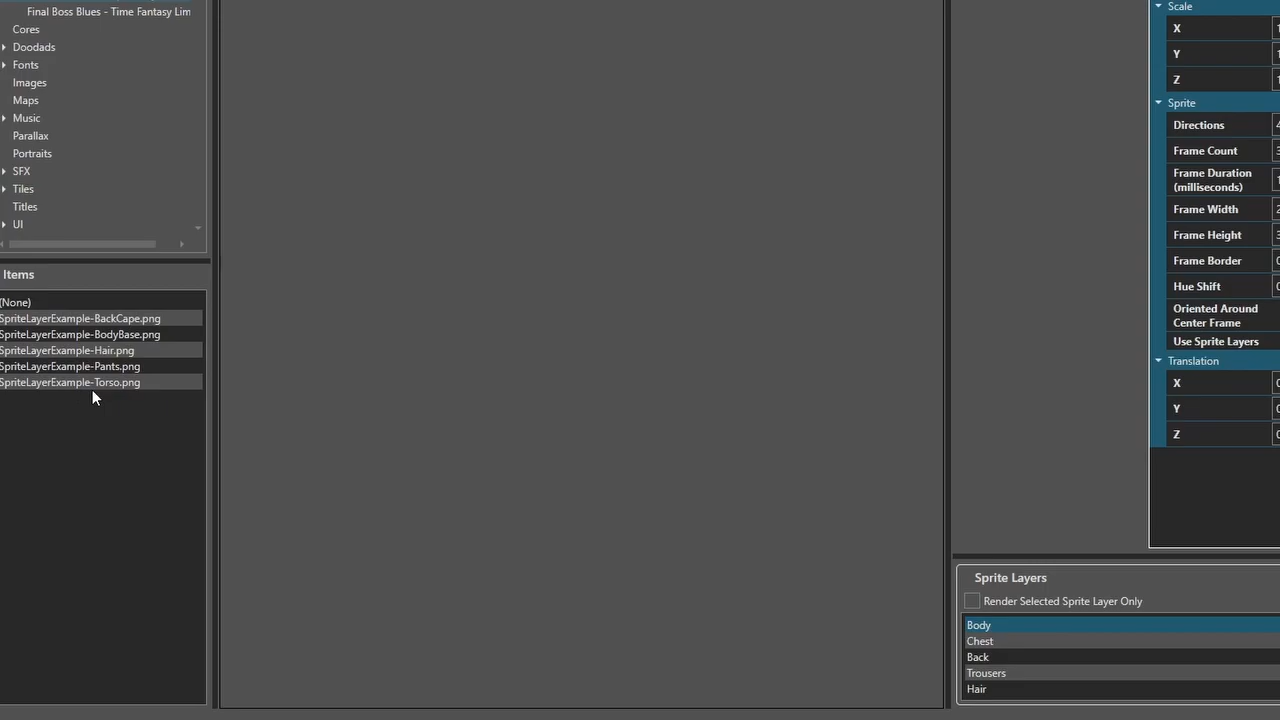 Final Boss Blues - Time Fantasy Lim
Cores
Doodads
Fonts
Images
Maps
Music
Parallax
Portraits
SFX
Tiles
Titles
UI
Items
(None)
SpriteLayerExample-BackCape.png
SpriteLayerExample-BodyBase.png
SpriteLayerExample-Hair.png
SpriteLayerExample-Pants.png
SpriteLayerExample-Torso.png
Scale
X
Y
Z
Sprite
Directions
Frame Count
Frame Duration
(milliseconds)
Frame Width
Frame Height
Frame Border
Hue Shift
Oriented Around
Center Frame
Use Sprite Layers
Translation
X
Y
Z
Sprite Layers
Render Selected Sprite Layer Only
Body
Chest
Back
Trousers
Hair